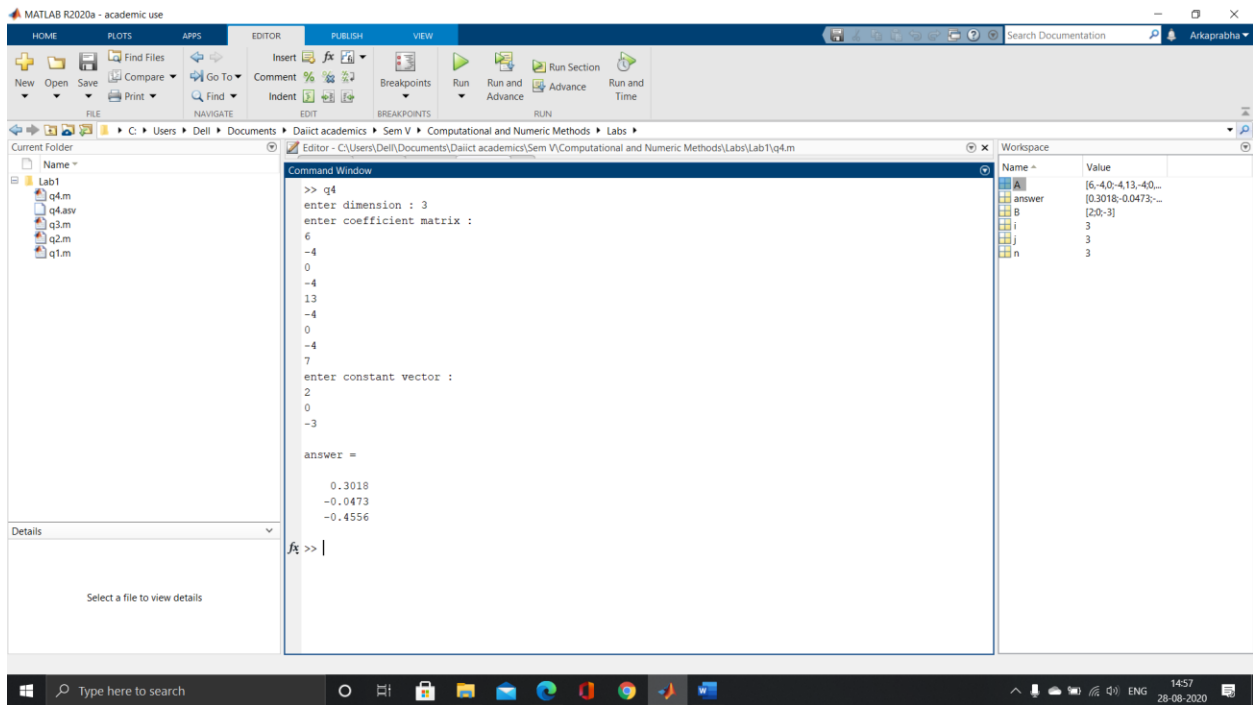 MATLAB R2020a - academic use
HOME PLOTS APPS EDITOR PUBLISH VIEW Search Documentation Arkaprabha
New Open Save Find Files Compare Print Go To Find Insert Comment Indent fx Breakpoints Run Run and Advance Run Section Advance Run and Time
FILE NAVIGATE EDIT BREAKPOINTS RUN
C: Users Dell Documents Daiict academics Sem V Computational and Numeric Methods Labs
Current Folder
Name
Lab1
q4.m
q4.asv
q3.m
q2.m
q1.m
Details
Select a file to view details
Editor - C:\Users\Dell\Documents\Daiict academics\Sem V\Computational and Numeric Methods\Labs\Lab1\q4.m
Command Window
>> q4
enter dimension : 3
enter coefficient matrix :
6
-4
0
-4
13
-4
0
-4
7
enter constant vector :
2
0
-3
answer =
0.3018
-0.0473
-0.4556
fx >>
Workspace
Name Value
A [6,-4,0;-4,13,-4;0,...
answer [0.3018;-0.0473;-...
B [2;0;-3]
i 3
j 3
n 3
Type here to search
ENG
14:57
28-08-2020